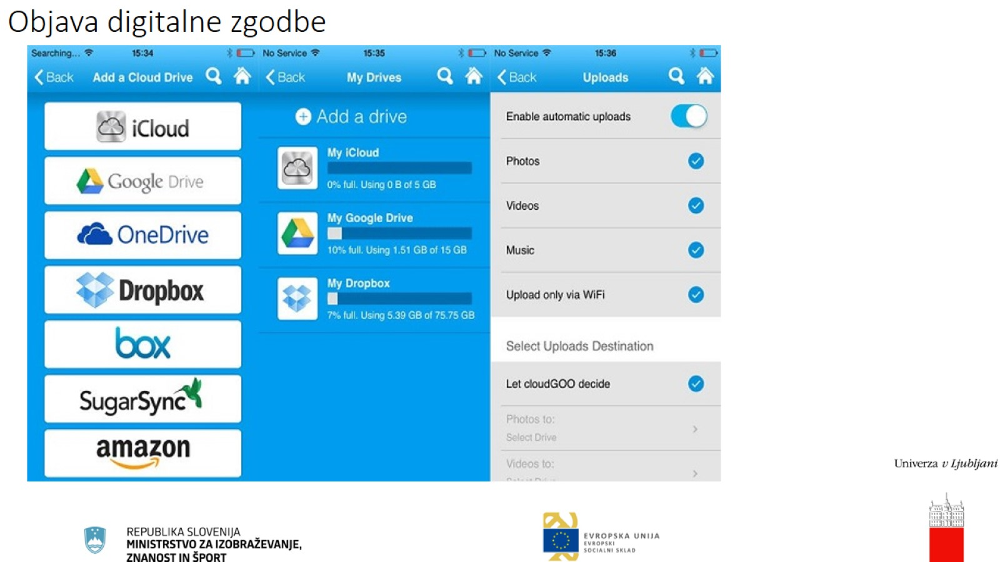 Objava digitalne zgodbe
Searching...
15:34
Back
Add a Cloud Drive
iCloud
Google Drive
OneDrive
Dropbox
box
SugarSync
amazon
No Service
15:35
Back
My Drives
Add a drive
My iCloud
0% full. Using 0 B of 5 GB
My Google Drive
10% full. Using 1.51 GB of 15 GB
My Dropbox
7% full. Using 5.39 GB of 75.75 GB
No Service
15:36
Back
Uploads
Enable automatic uploads
Photos
Videos
Music
Upload only via WiFi
Select Uploads Destination
Let cloudGOO decide
Photos to:
Select Drive
Videos to:
Univerza v Ljubljani
REPUBLIKA SLOVENIJA
MINISTRSTVO ZA IZOBRAŽEVANJE,
ZNANOST IN ŠPORT
EVROPSKA UNIJA
EVROPSKI
SOCIALNI SKLAD